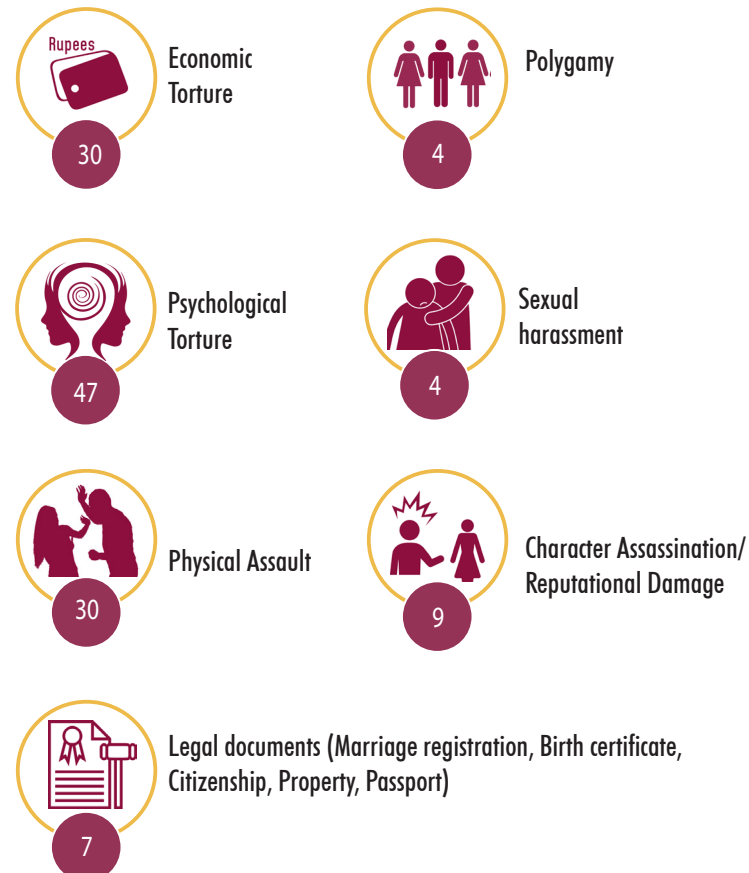 Rupees
Economic
Torture
30
Polygamy
4
Psychological
Torture
47
Sexual
harassment
4
Physical Assault
30
Character Assassination/
Reputational Damage
9
Legal documents (Marriage registration, Birth certificate,
Citizenship, Property, Passport)
7